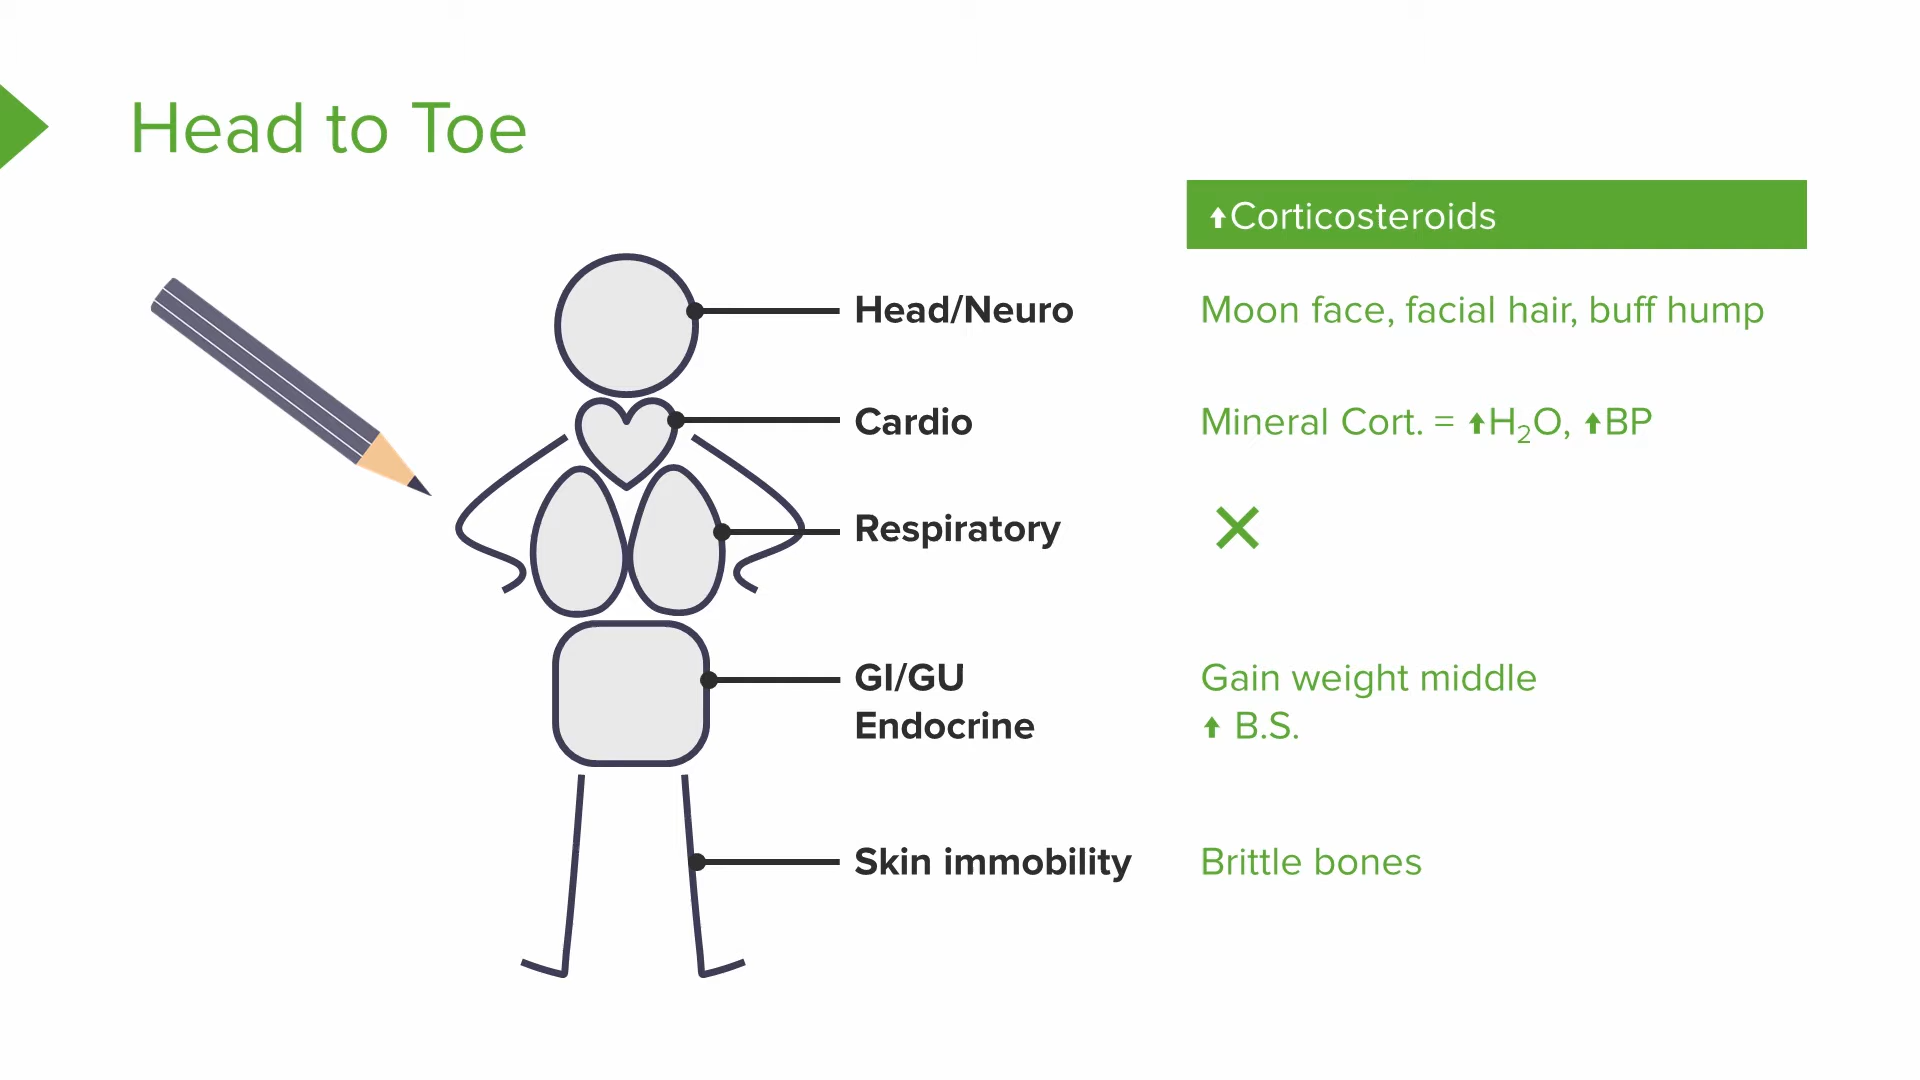 Head to Toe
⬆Corticosteroids
Head/Neuro
Moon face, facial hair, buff hump
Cardio
Mineral Cort. = ⬆H₂O, ⬆BP
Respiratory
✕
GI/GU
Gain weight middle
Endocrine
⬆ B.S.
Skin immobility
Brittle bones